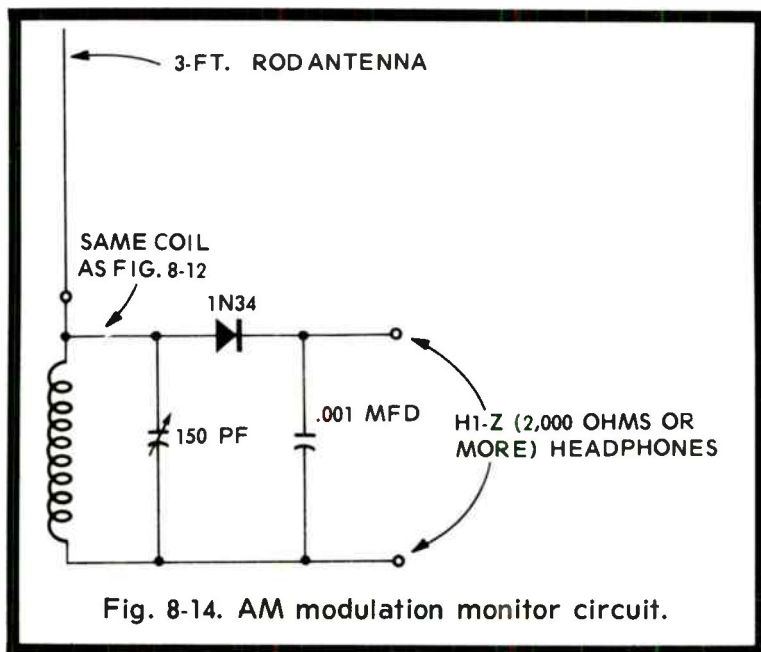 3-FT. ROD ANTENNA
SAME COIL
AS FIG. 8-12
1N34
150 PF
.001 MFD
H1-Z (2,000 OHMS OR
MORE) HEADPHONES
Fig. 8-14. AM modulation monitor circuit.